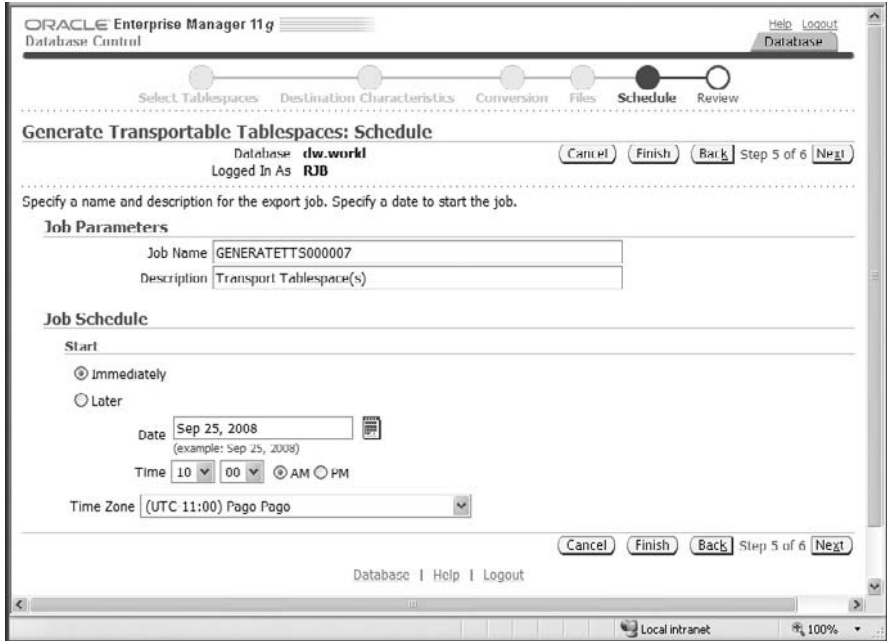 ORACLE Enterprise Manager 11g
Database Control
Help Logout
Database
Select Tablespaces Destination Characteristics Conversion Files Schedule Review
Generate Transportable Tablespaces: Schedule
Database dw.workl
Logged In As RJB
Cancel Finish Back Step 5 of 6 Next
Specify a name and description for the export job. Specify a date to start the job.
Job Parameters
Job Name GENERATETTS000007
Description Transport Tablespace(s)
Job Schedule
Start
Immediately
Later
Date Sep 25, 2008
(example: Sep 25, 2008)
Time 10 00 AM PM
Time Zone (UTC-11:00) Pago Pago
Cancel Finish Back Step 5 of 6 Next
Database | Help | Logout
Local intranet 100%